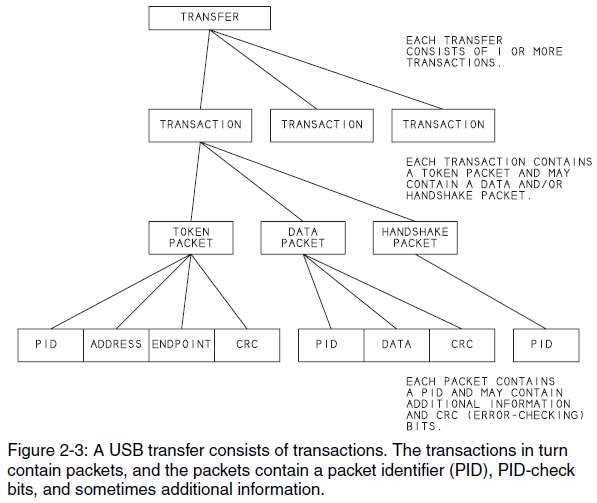 TRANSFER
EACH TRANSFER
CONSISTS OF 1 OR MORE
TRANSACTIONS.
TRANSACTION TRANSACTION TRANSACTION
EACH TRANSACTION CONTAINS
A TOKEN PACKET AND MAY
CONTAIN A DATA AND/OR
HANDSHAKE PACKET.
TOKEN PACKET DATA PACKET HANDSHAKE PACKET
PID ADDRESS ENDPOINT CRC PID DATA CRC PID
EACH PACKET CONTAINS
A PID AND MAY CONTAIN
ADDITIONAL INFORMATION
AND CRC (ERROR-CHECKING)
BITS.
Figure 2-3: A USB transfer consists of transactions. The transactions in turn
contain packets, and the packets contain a packet identifier (PID), PID-check
bits, and sometimes additional information.